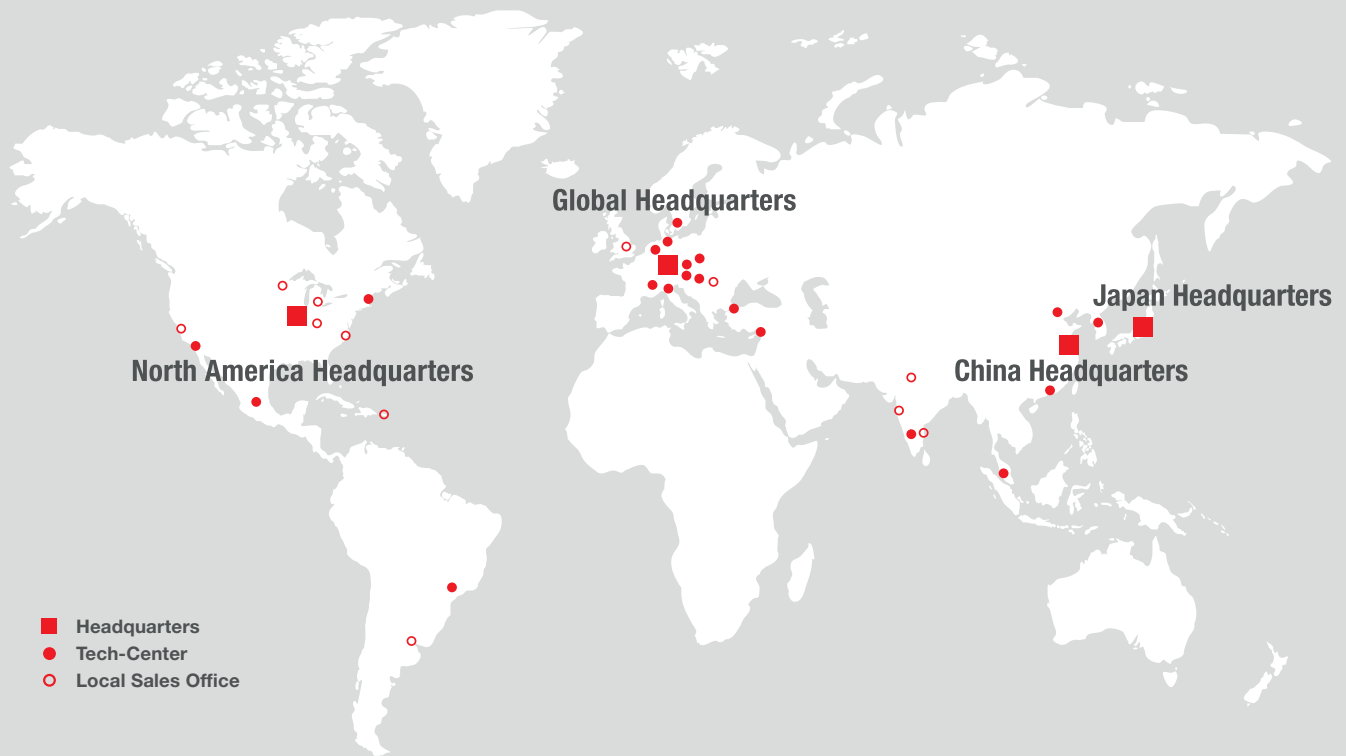 Global Headquarters
Japan Headquarters
North America Headquarters
China Headquarters
Headquarters
Tech-Center
Local Sales Office